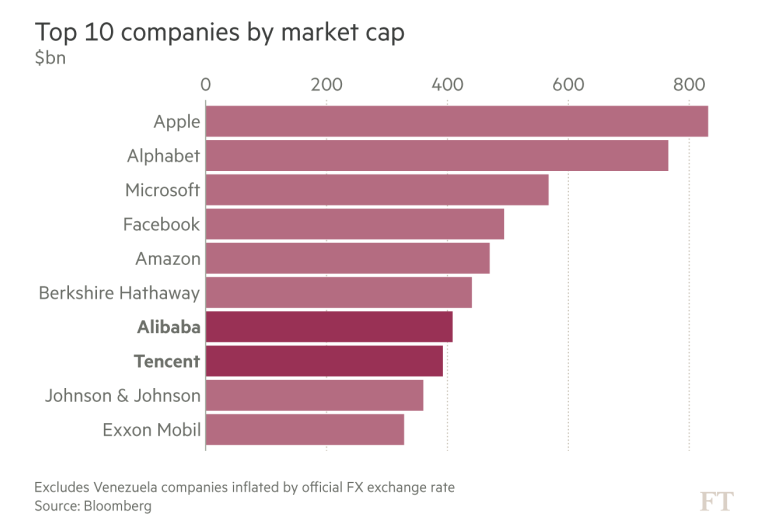 Top 10 companies by market cap
$bn
0 200 400 600 800
Apple
Alphabet
Microsoft
Facebook
Amazon
Berkshire Hathaway
Alibaba
Tencent
Johnson & Johnson
Exxon Mobil
Excludes Venezuela companies inflated by official FX exchange rate
Source: Bloomberg
FT